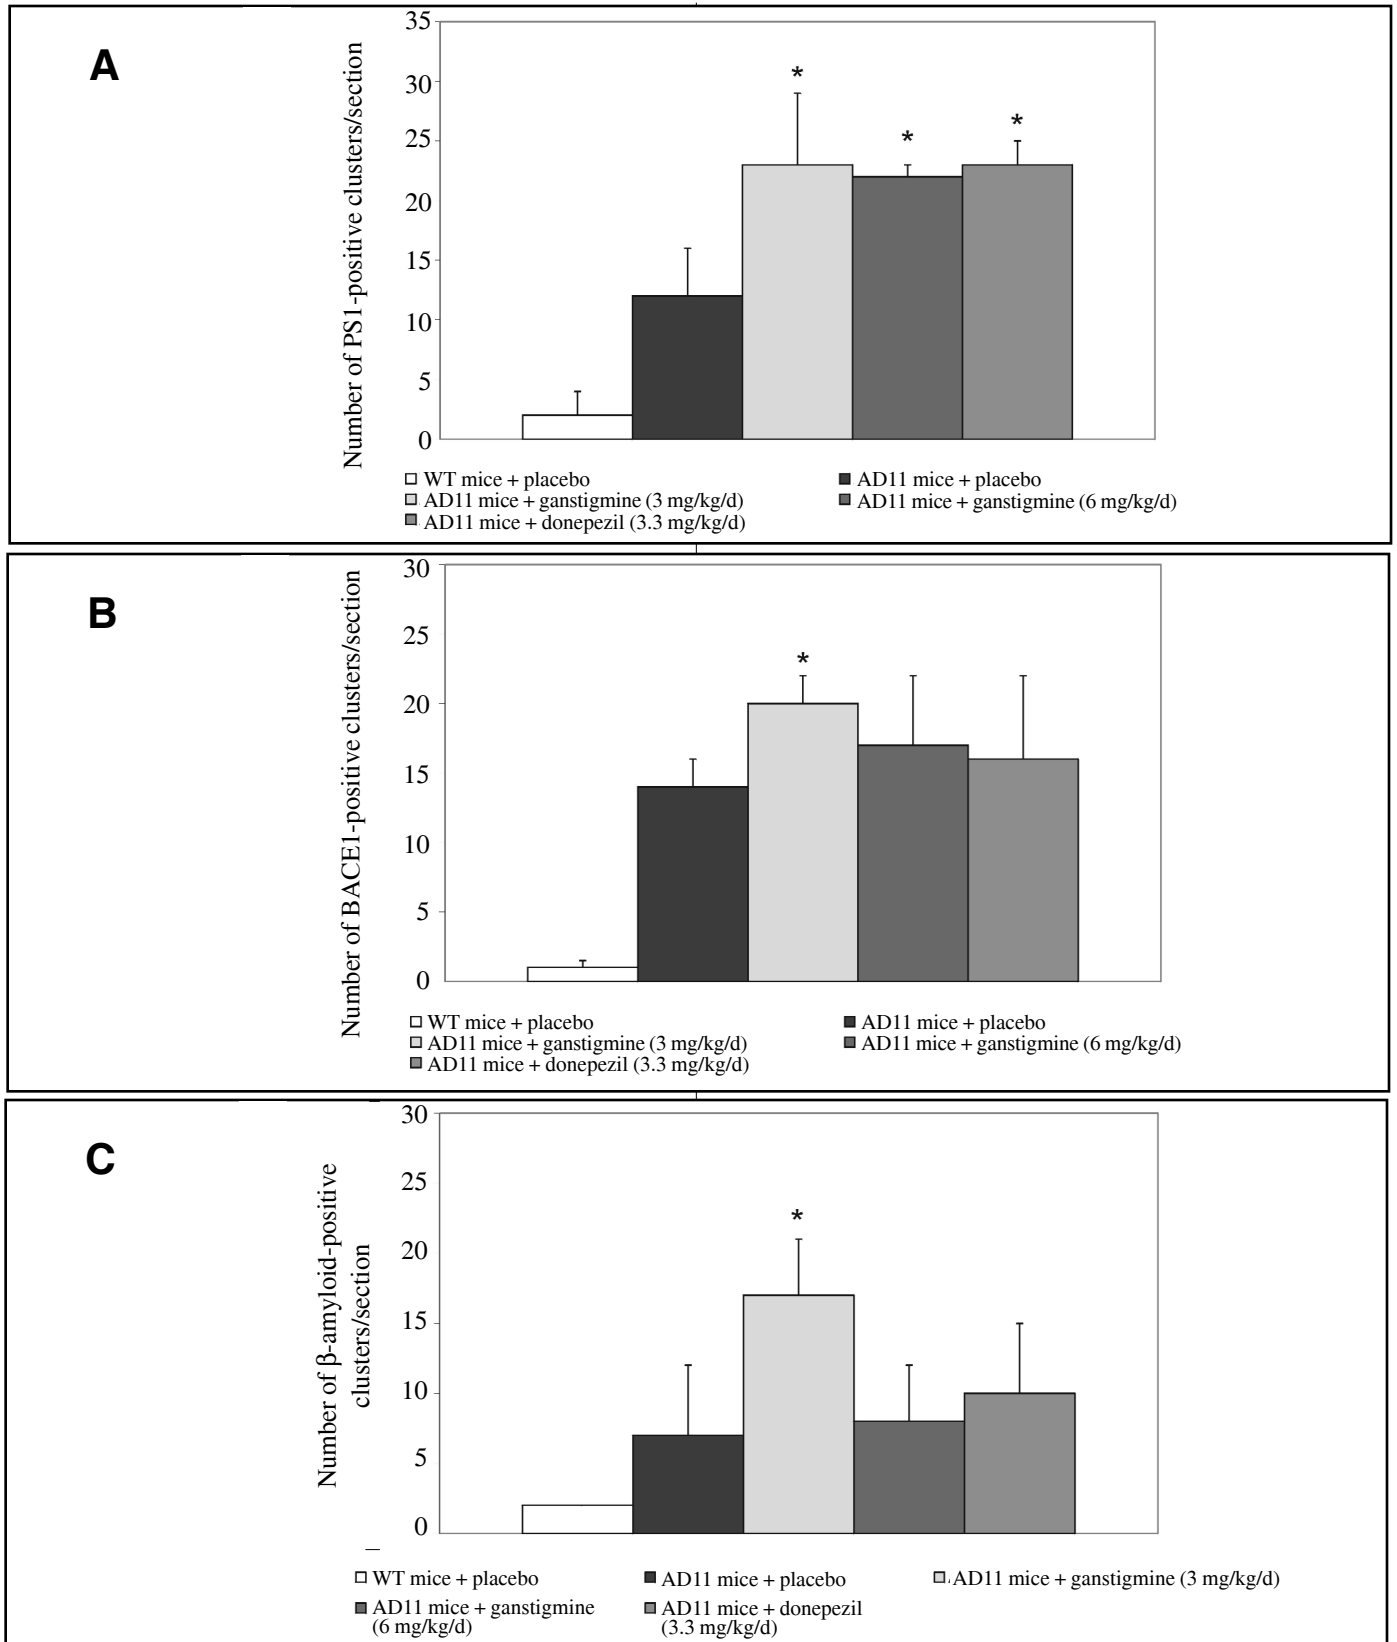 A
Number of PS1-positive clusters/section
35
30
25
20
15
10
5
0
*
*
*
WT mice + placebo
AD11 mice + placebo
AD11 mice + ganstigmine (3 mg/kg/d)
AD11 mice + ganstigmine (6 mg/kg/d)
AD11 mice + donepezil (3.3 mg/kg/d)
B
Number of BACE1-positive clusters/section
30
25
20
15
10
5
0
*
WT mice + placebo
AD11 mice + placebo
AD11 mice + ganstigmine (3 mg/kg/d)
AD11 mice + ganstigmine (6 mg/kg/d)
AD11 mice + donepezil (3.3 mg/kg/d)
C
Number of β-amyloid-positive
clusters/section
30
25
20
15
10
5
0
*
WT mice + placebo
AD11 mice + placebo
AD11 mice + ganstigmine (3 mg/kg/d)
AD11 mice + ganstigmine
(6 mg/kg/d)
AD11 mice + donepezil
(3.3 mg/kg/d)